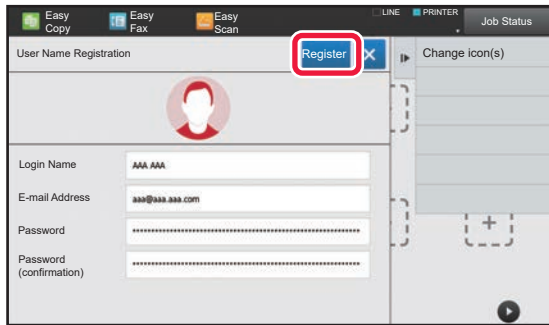 Easy Copy
Easy Fax
Easy Scan
LINE
PRINTER
Job Status
User Name Registration
Register
Change icon(s)
Login Name
AAA AAA
E-mail Address
aaa@aaa.aaa.com
Password
************************************************************
Password
(confirmation)
************************************************************